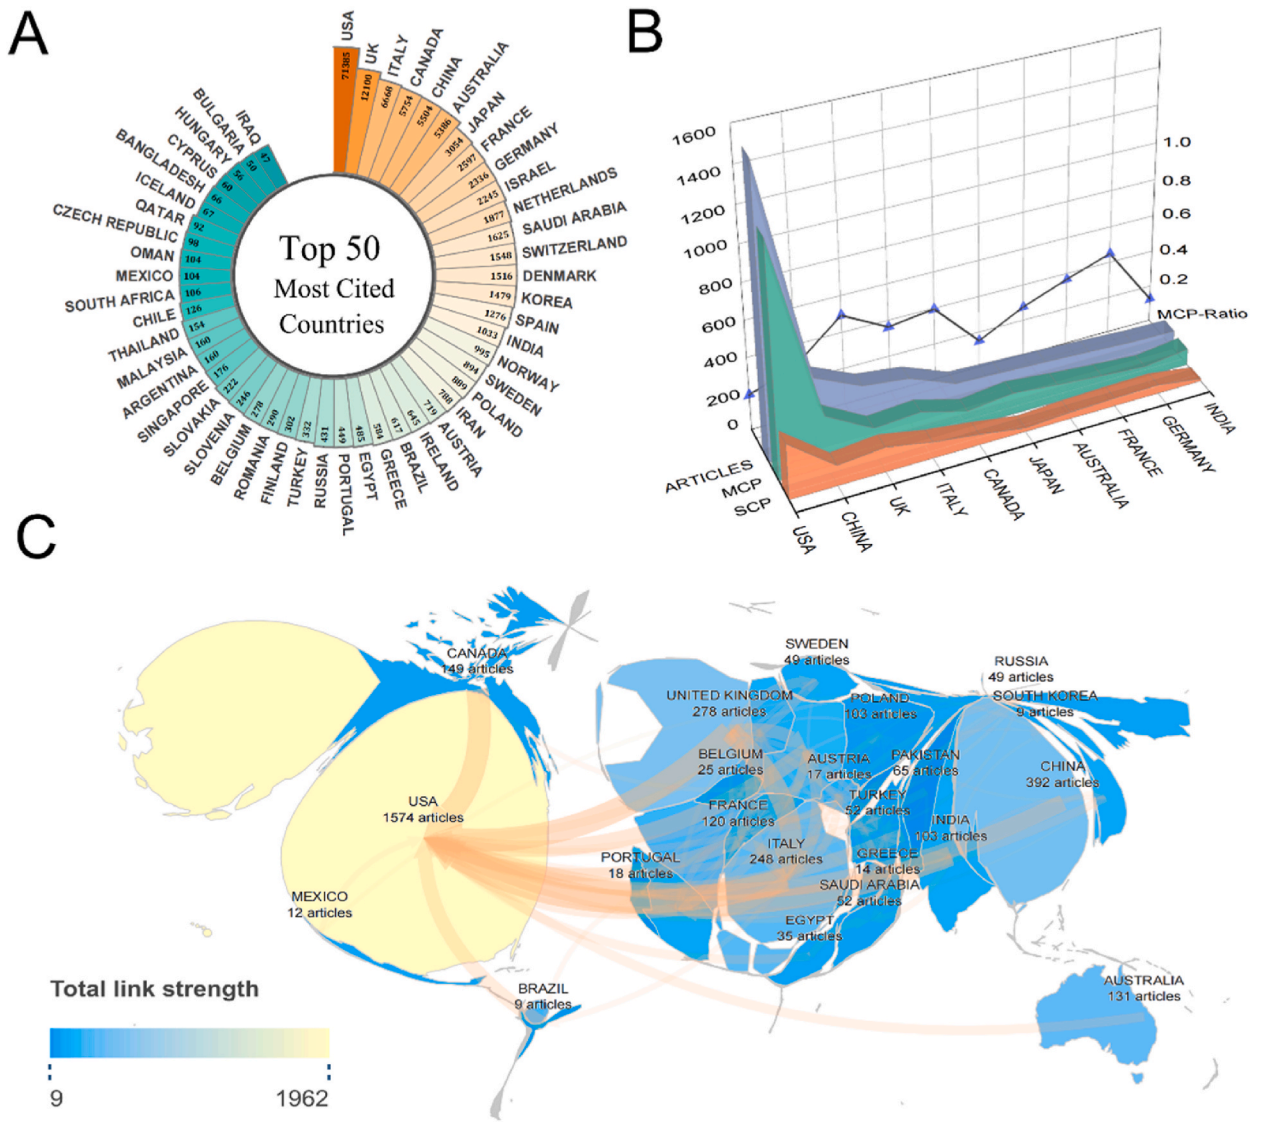 A
USA
71385
UK
12100
ITALY
6668
CANADA
5754
CHINA
5504
AUSTRALIA
5386
JAPAN
3054
FRANCE
2597
GERMANY
2336
ISRAEL
2245
NETHERLANDS
1877
SAUDI ARABIA
1625
SWITZERLAND
1548
DENMARK
1516
KOREA
1479
SPAIN
1276
INDIA
1033
NORWAY
995
SWEDEN
894
POLAND
889
IRAN
788
AUSTRIA
719
IRELAND
645
BRAZIL
617
GREECE
584
EGYPT
485
PORTUGAL
449
RUSSIA
431
TURKEY
332
FINLAND
302
ROMANIA
290
BELGIUM
278
SLOVENIA
246
SLOVAKIA
222
SINGAPORE
176
ARGENTINA
160
MALAYSIA
160
THAILAND
154
CHILE
126
SOUTH AFRICA
106
MEXICO
104
OMAN
104
CZECH REPUBLIC
98
QATAR
92
ICELAND
67
BANGLADESH
66
CYPRUS
60
HUNGARY
56
BULGARIA
50
IRAQ
47
Top 50
Most Cited
Countries
B
1600
1400
1200
1000
800
600
400
200
0
1.0
0.8
0.6
0.4
0.2
MCP-Ratio
ARTICLES
MCP
SCP
USA
CHINA
UK
ITALY
CANADA
JAPAN
AUSTRALIA
FRANCE
GERMANY
INDIA
C
CANADA
149 articles
USA
1574 articles
MEXICO
12 articles
BRAZIL
9 articles
SWEDEN
49 articles
UNITED KINGDOM
278 articles
POLAND
103 articles
RUSSIA
49 articles
SOUTH KOREA
9 articles
BELGIUM
25 articles
AUSTRIA
17 articles
PAKISTAN
65 articles
CHINA
392 articles
FRANCE
120 articles
TURKEY
52 articles
INDIA
103 articles
ITALY
248 articles
PORTUGAL
18 articles
GREECE
14 articles
SAUDI ARABIA
52 articles
EGYPT
35 articles
AUSTRALIA
131 articles
Total link strength
9
1962